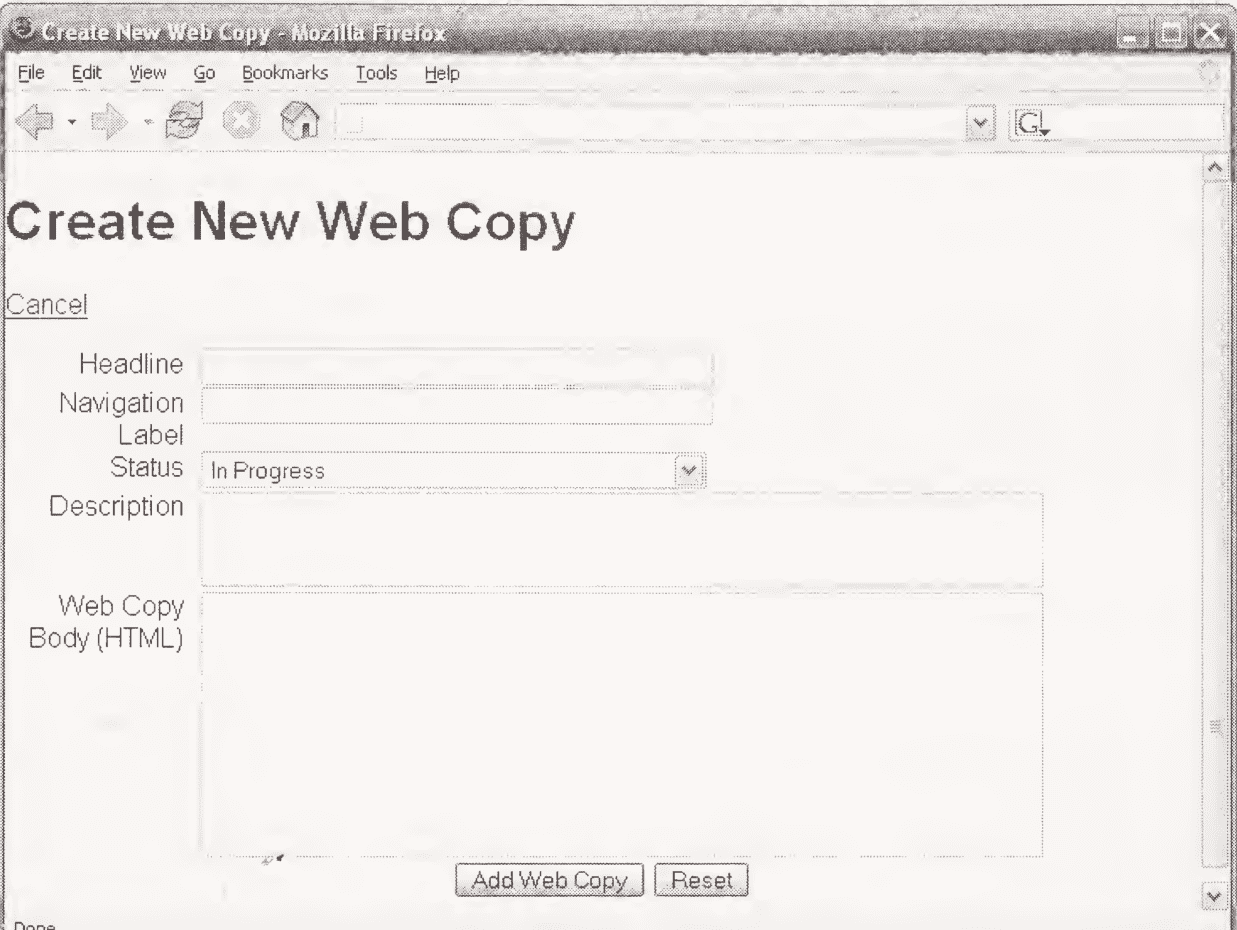 Create New Web Copy - Mozilla Firefox
File Edit View Go Bookmarks Tools Help
G
Create New Web Copy
Cancel
Headline
Navigation
Label
Status In Progress
Description
Web Copy
Body (HTML)
Add Web Copy Reset
Done